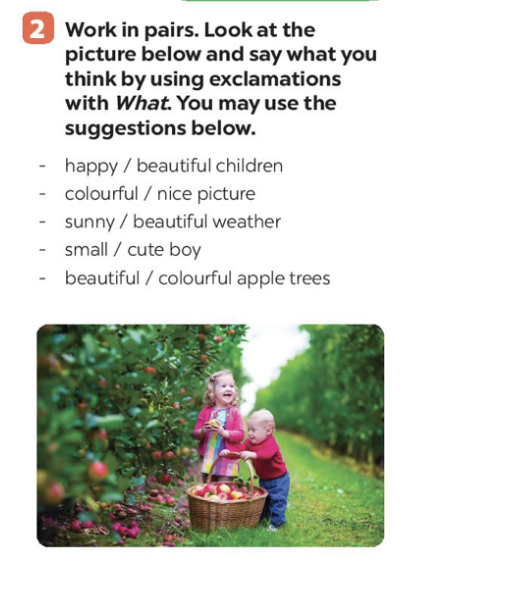 2 Work in pairs. Look at the
picture below and say what you
think by using exclamations
with What. You may use the
suggestions below.
- happy / beautiful children
- colourful / nice picture
- sunny / beautiful weather
- small / cute boy
- beautiful / colourful apple trees